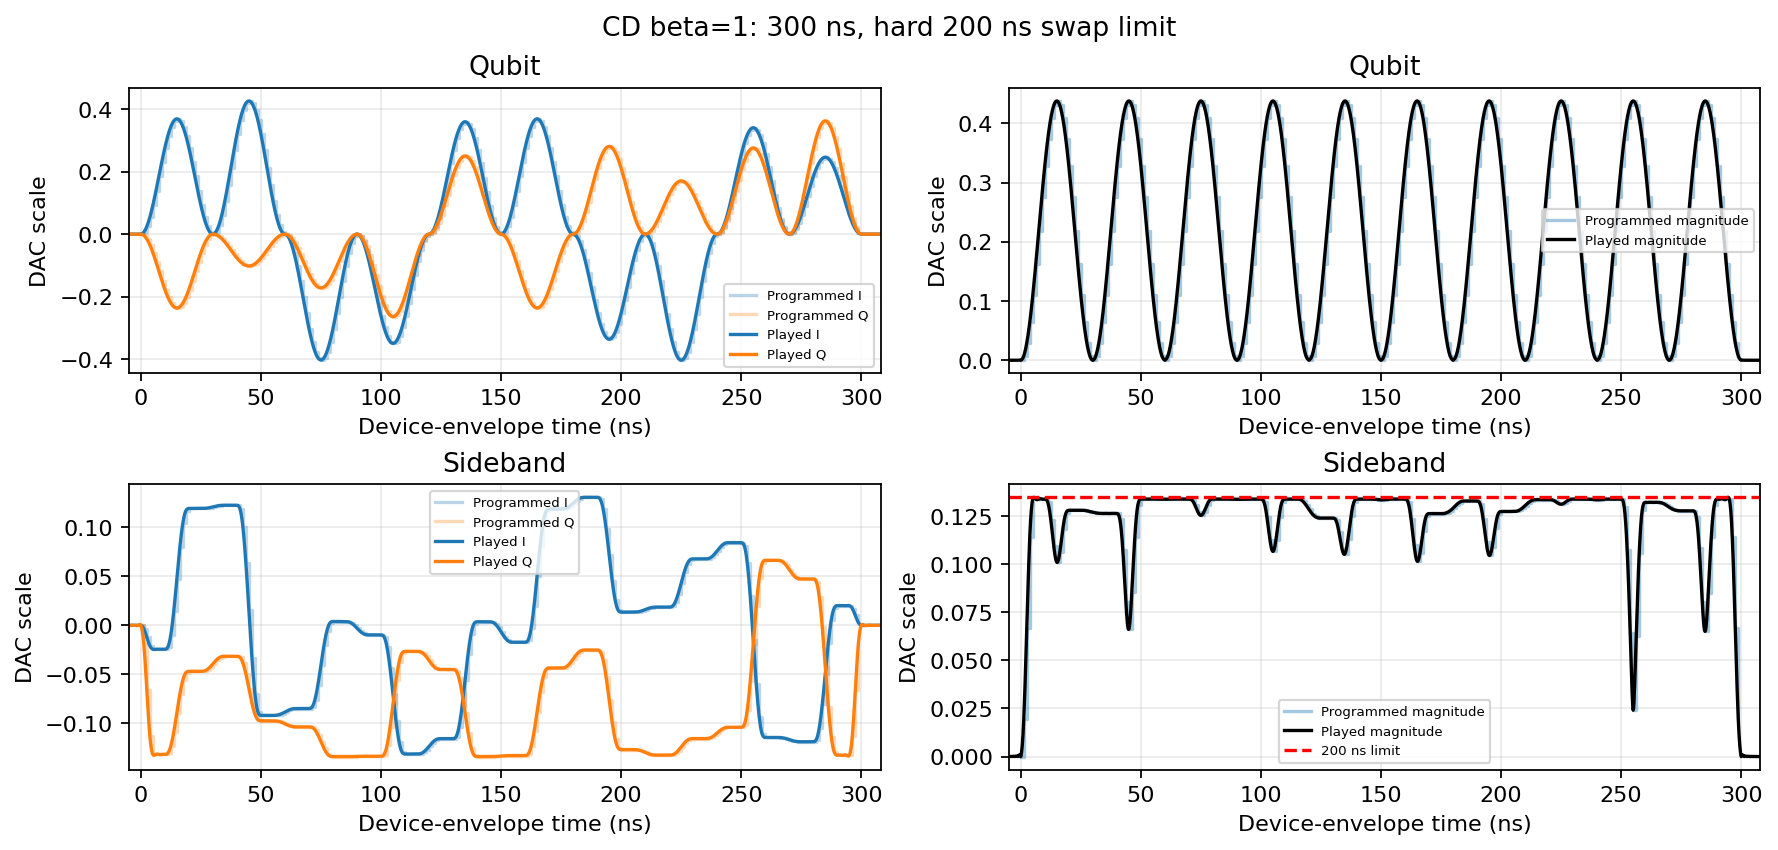 CD beta=1: 300 ns, hard 200 ns swap limit
Qubit
DAC scale
0.4
0.2
0.0
−0.2
−0.4
Programmed I
Programmed Q
Played I
Played Q
0 50 100 150 200 250 300
Device-envelope time (ns)
Qubit
DAC scale
0.4
0.3
0.2
0.1
0.0
Programmed magnitude
Played magnitude
0 50 100 150 200 250 300
Device-envelope time (ns)
Sideband
DAC scale
0.10
0.05
0.00
−0.05
−0.10
Programmed I
Programmed Q
Played I
Played Q
0 50 100 150 200 250 300
Device-envelope time (ns)
Sideband
DAC scale
0.125
0.100
0.075
0.050
0.025
0.000
Programmed magnitude
Played magnitude
200 ns limit
0 50 100 150 200 250 300
Device-envelope time (ns)